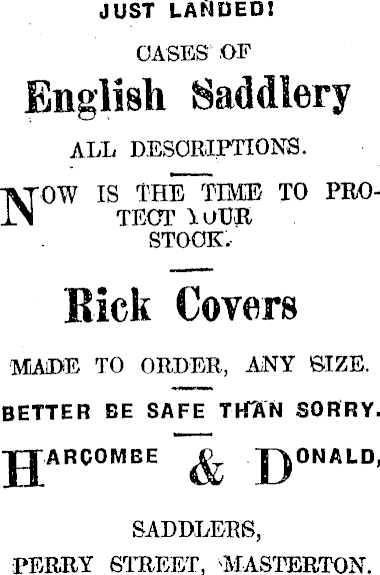 JUST LANDED!
CASES OF
English Saddlery
ALL DESCRIPTIONS.
NOW IS THE TIME TO PRO-
TECT YOUR
STOCK.
Rick Covers
MADE TO ORDER, ANY SIZE.
BETTER BE SAFE THAN SORRY.
HARCOMBE & DONALD,
SADDLERS,
PERRY STREET, MASTERTON.